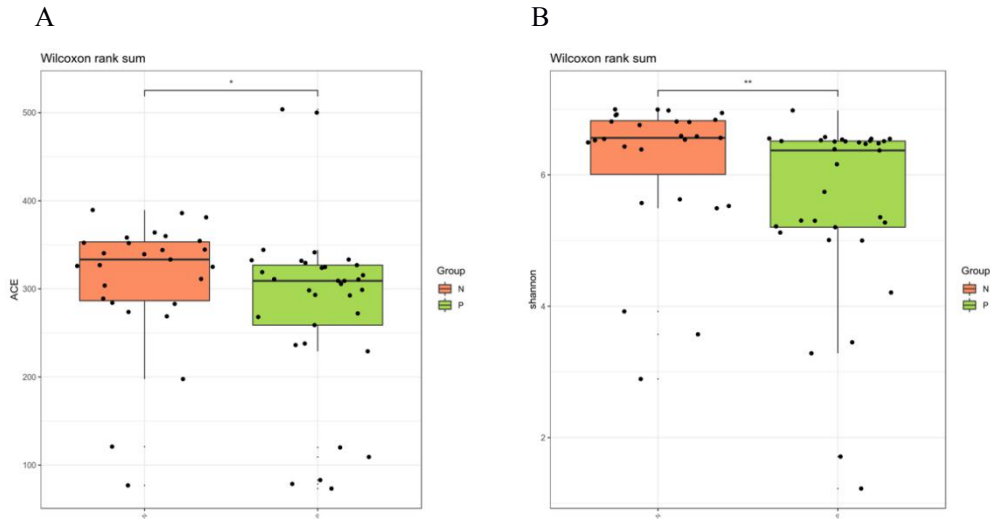 A
B
Wilcoxon rank sum
Wilcoxon rank sum
*
**
500
400
300
200
100
ACE
6
4
2
shannon
Group
N
P
Group
N
P